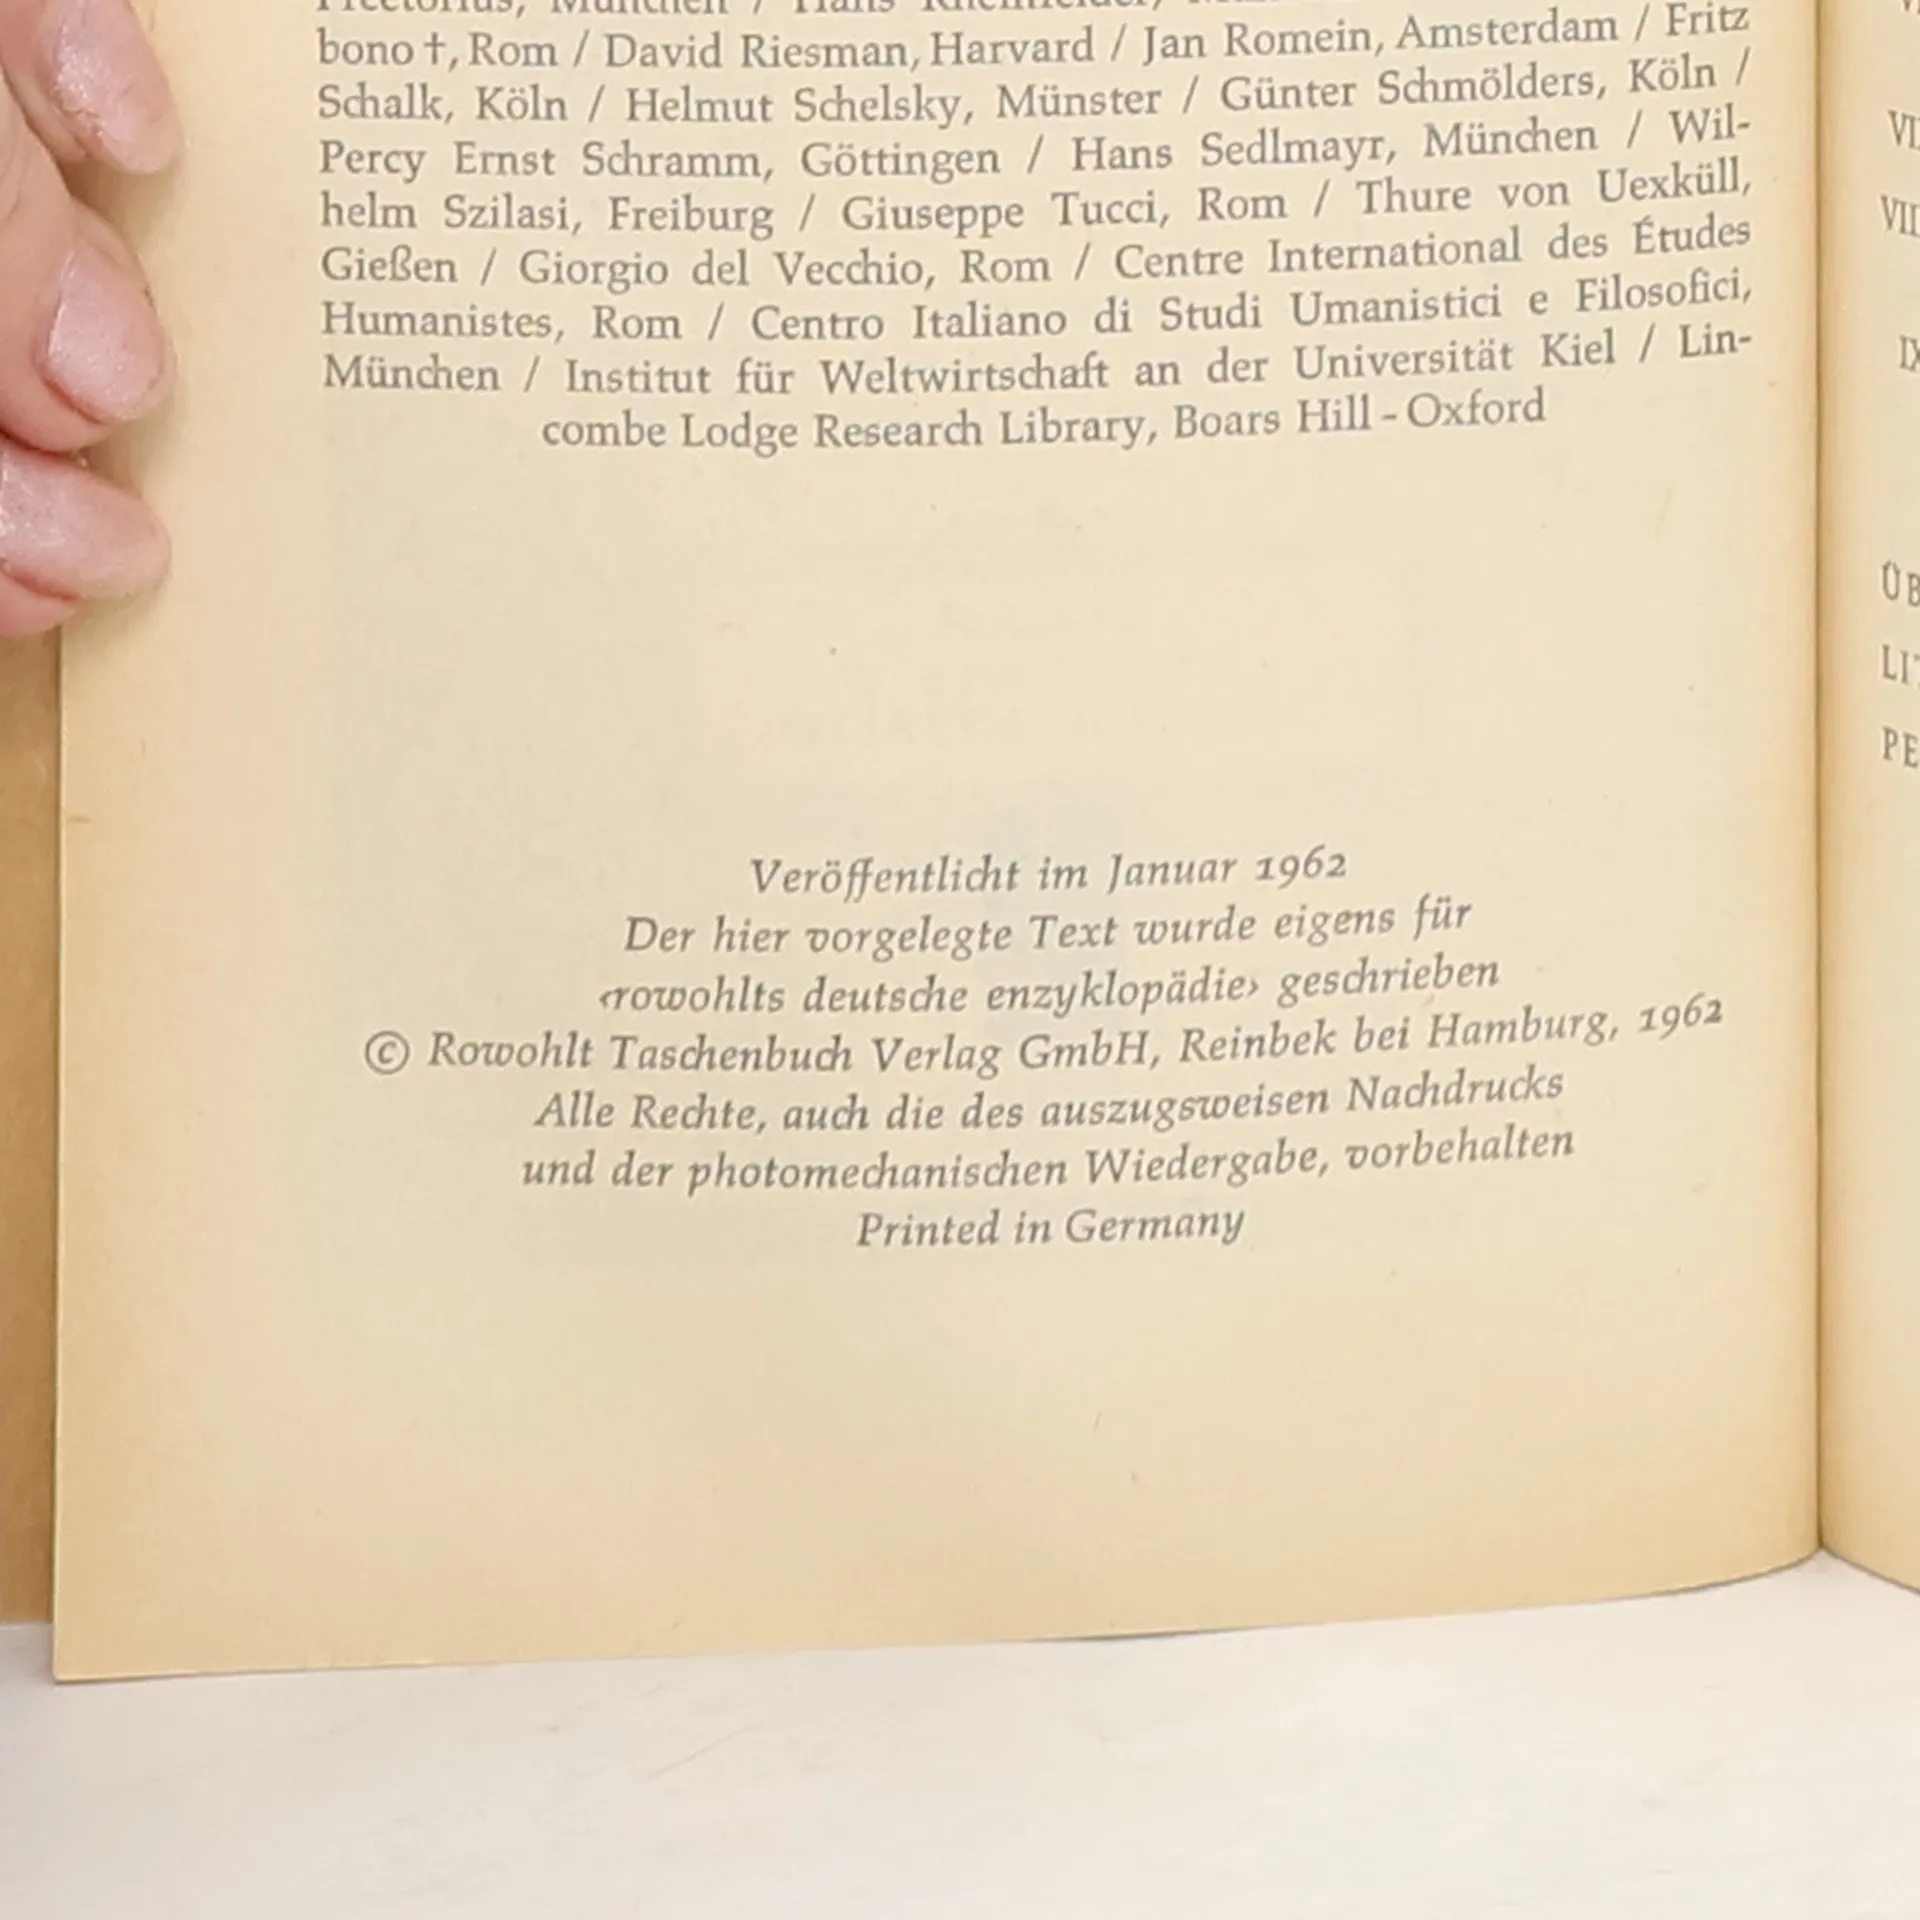 bono †, Rom / David Riesman, Harvard / Jan Romein, Amsterdam / Fritz
Schalk, Köln / Helmut Schelsky, Münster / Günter Schmölders, Köln /
Percy Ernst Schramm, Göttingen / Hans Sedlmayr, München / Wil-
helm Szilasi, Freiburg / Giuseppe Tucci, Rom / Thure von Uexküll,
Gießen / Giorgio del Vecchio, Rom / Centre International des Études
Humanistes, Rom / Centro Italiano di Studi Umanistici e Filosofici,
München / Institut für Weltwirtschaft an der Universität Kiel / Lin-
combe Lodge Research Library, Boars Hill - Oxford
Veröffentlicht im Januar 1962
Der hier vorgelegte Text wurde eigens für
‹rowohlts deutsche enzyklopädie› geschrieben
© Rowohlt Taschenbuch Verlag GmbH, Reinbek bei Hamburg, 1962
Alle Rechte, auch die des auszugsweisen Nachdrucks
und der photomechanischen Wiedergabe, vorbehalten
Printed in Germany